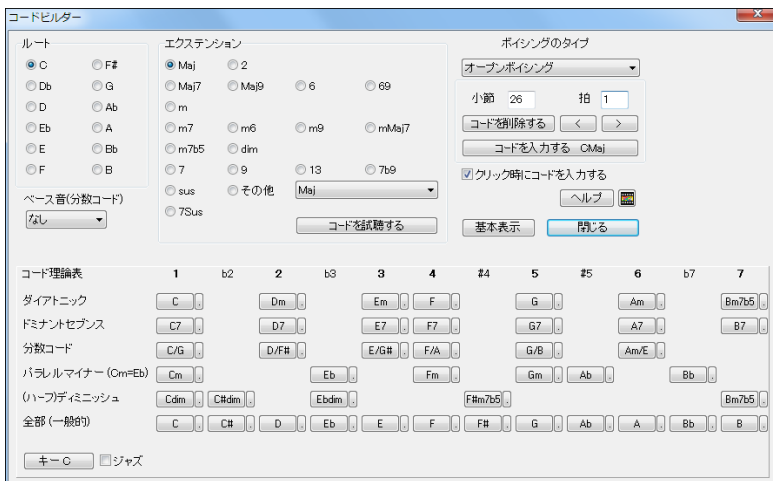 コードビルダー
ルート エクステンション ボイシングのタイプ
C F# Maj 2 オープンボイシング
Db G Maj7 Maj9 6 69
D Ab m 小節 26 拍 1
Eb A m7 m6 m9 mMaj7 コードを削除する < >
E Bb m7b5 dim コードを入力する CMaj
F B 7 9 13 7b9 クリック時にコードを入力する
ベース音(分数コード) sus その他 Maj ヘルプ
なし 7Sus コードを試聴する 基本表示 閉じる
コード理論表 1 b2 2 b3 3 4 #4 5 #5 6 b7 7
ダイアトニック C . Dm . Em . F . G . Am . Bm7b5 .
ドミナントセブンス C7 . D7 . E7 . F7 . G7 . A7 . B7 .
分数コード C/G . D/F# . E/G# . F/A . G/B . Am/E .
パラレルマイナー (Cm=Eb) Cm . Eb . Fm . Gm . Ab . Bb .
(ハーフ)ディミニッシュ Cdim . C#dim . Ebdim . F#m7b5 . Bm7b5 .
全部 (一般的) C . C# . D . Eb . E . F . F# . G . Ab . A . Bb . B .
キー C ジャズ